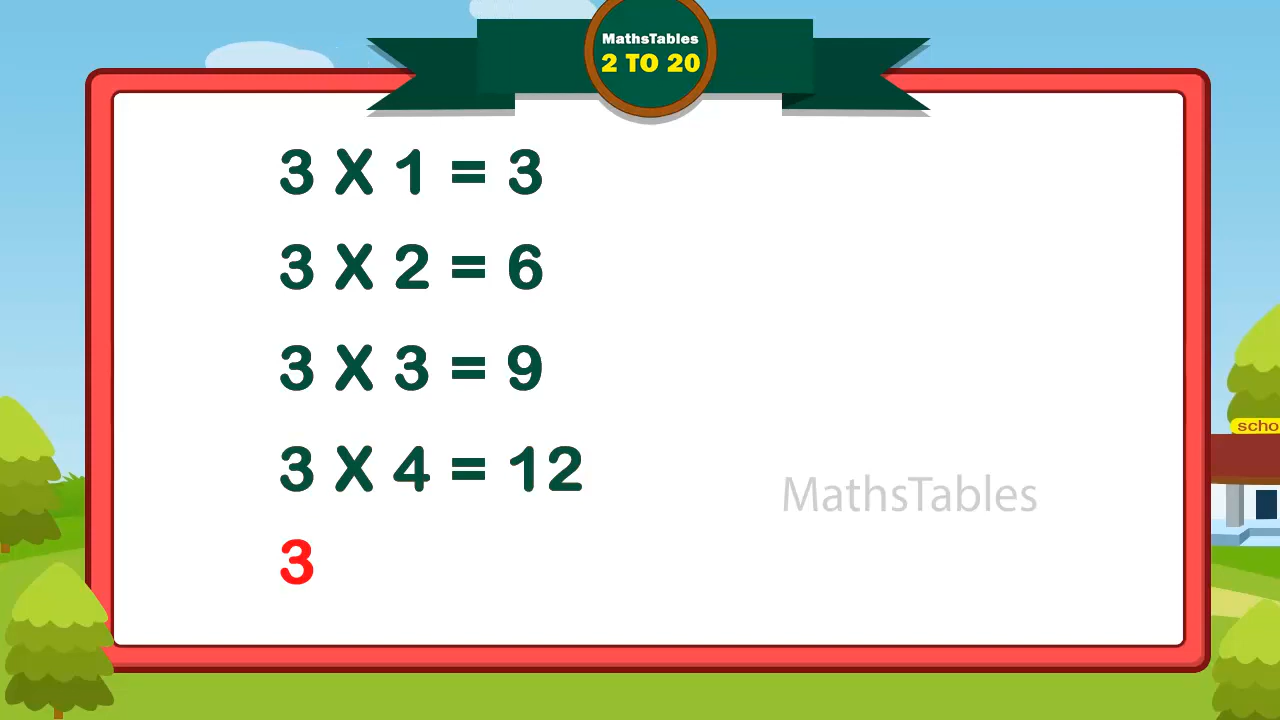 MathsTables
2 TO 20
3 X 1 = 3
3 X 2 = 6
3 X 3 = 9
3 X 4 = 12
3
MathsTables
scho